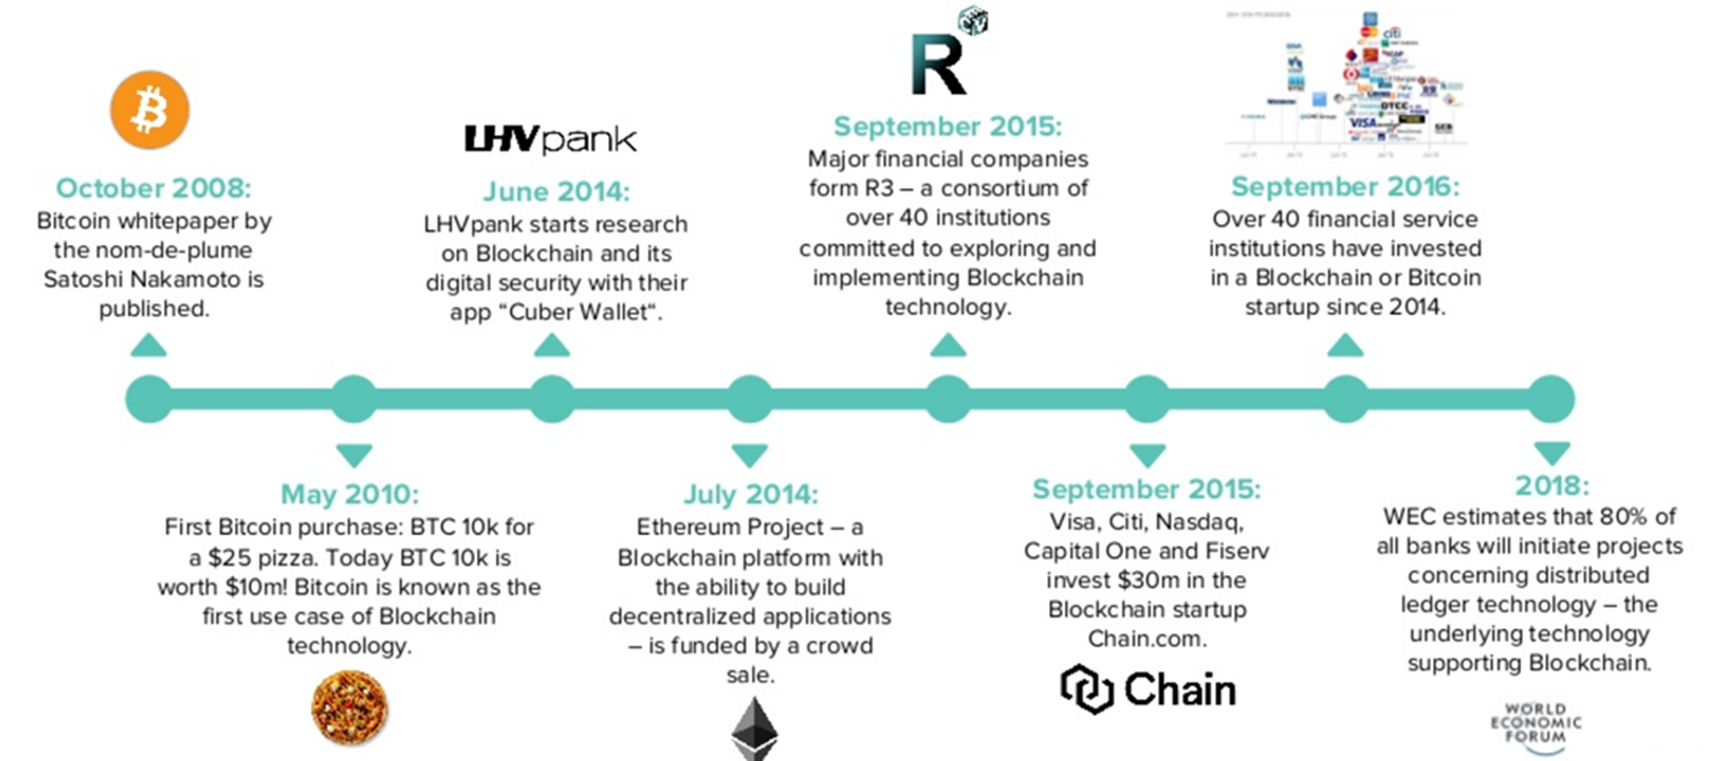 October 2008:
Bitcoin whitepaper by
the nom-de-plume
Satoshi Nakamoto is
published.
May 2010:
First Bitcoin purchase: BTC 10k for
a $25 pizza. Today BTC 10k is
worth $10m! Bitcoin is known as the
first use case of Blockchain
technology.
LHVpank
June 2014:
LHVpank starts research
on Blockchain and its
digital security with their
app “Cuber Wallet“.
July 2014:
Ethereum Project – a
Blockchain platform with
the ability to build
decentralized applications
– is funded by a crowd
sale.
R
CEV
September 2015:
Major financial companies
form R3 – a consortium of
over 40 institutions
committed to exploring and
implementing Blockchain
technology.
September 2015:
Visa, Citi, Nasdaq,
Capital One and Fiserv
invest $30m in the
Blockchain startup
Chain.com.
Chain
citi
DTCC
VISA
SEB
September 2016:
Over 40 financial service
institutions have invested
in a Blockchain or Bitcoin
startup since 2014.
2018:
WEC estimates that 80% of
all banks will initiate projects
concerning distributed
ledger technology – the
underlying technology
supporting Blockchain.
WORLD
ECONOMIC
FORUM